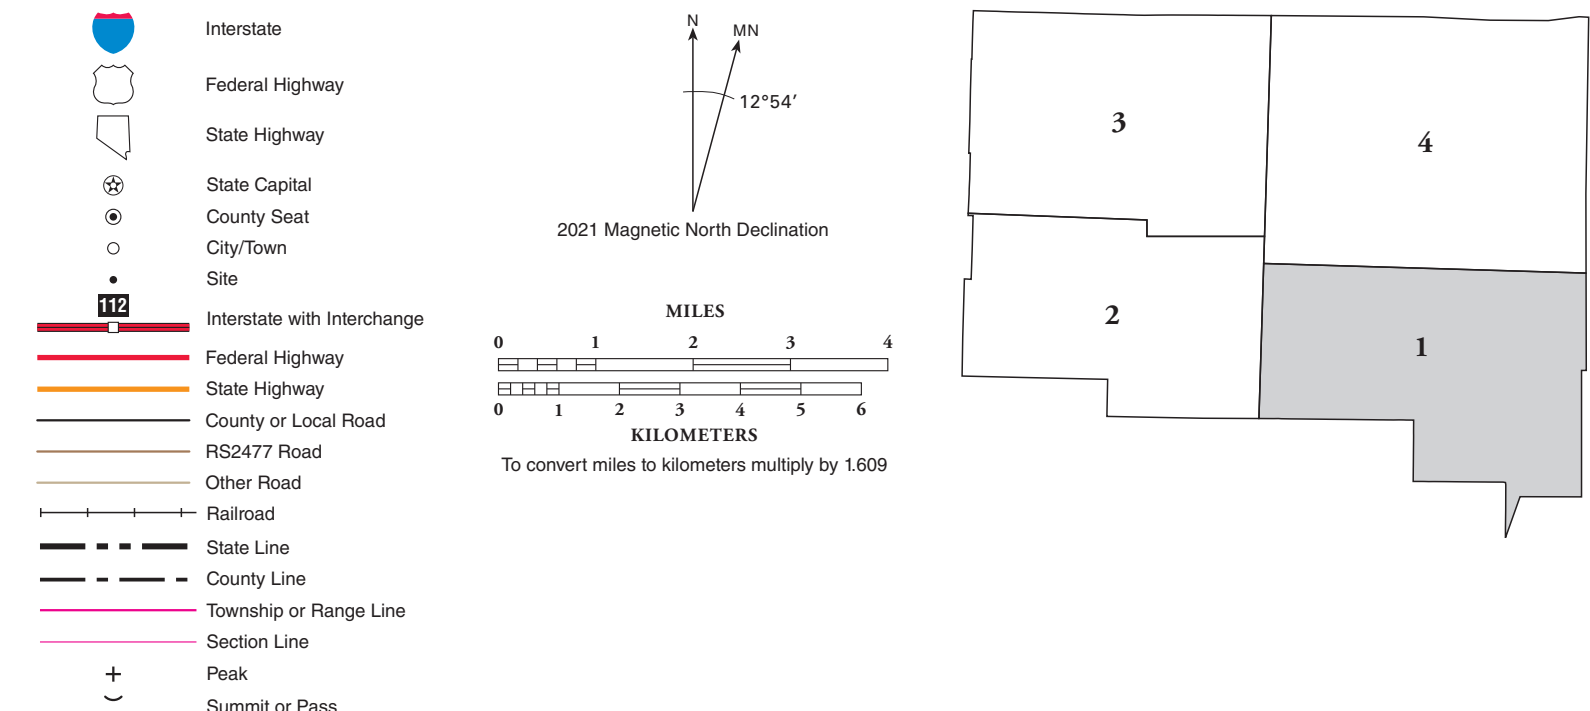 Interstate
Federal Highway
State Highway
State Capital
County Seat
City/Town
Site
112
Interstate with Interchange
Federal Highway
State Highway
County or Local Road
RS2477 Road
Other Road
Railroad
State Line
County Line
Township or Range Line
Section Line
Peak
Summit or Pass
N
MN
12°54′
2021 Magnetic North Declination
MILES
0 1 2 3 4
0 1 2 3 4 5 6
KILOMETERS
To convert miles to kilometers multiply by 1.609
3
4
2
1